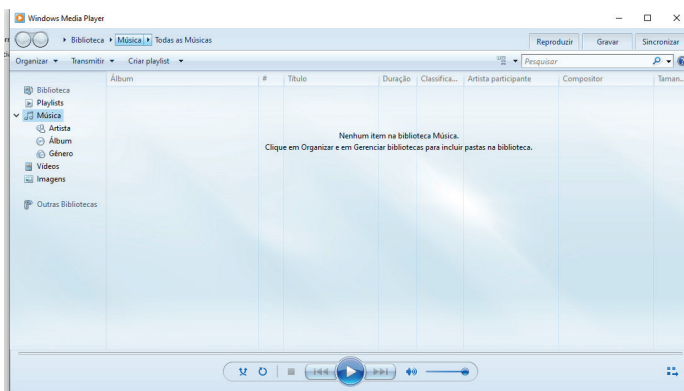 Windows Media Player
Biblioteca Música Todas as Músicas
Reproduzir Gravar Sincronizar
Organizar Transmitir Criar playlist Pesquisar
Álbum # Título Duração Classifica... Artista participante Compositor Taman...
Biblioteca
Playlists
Música
Artista
Álbum
Gênero
Vídeos
Imagens
Outras Bibliotecas
Nenhum item na biblioteca Música.
Clique em Organizar e em Gerenciar bibliotecas para incluir pastas na biblioteca.